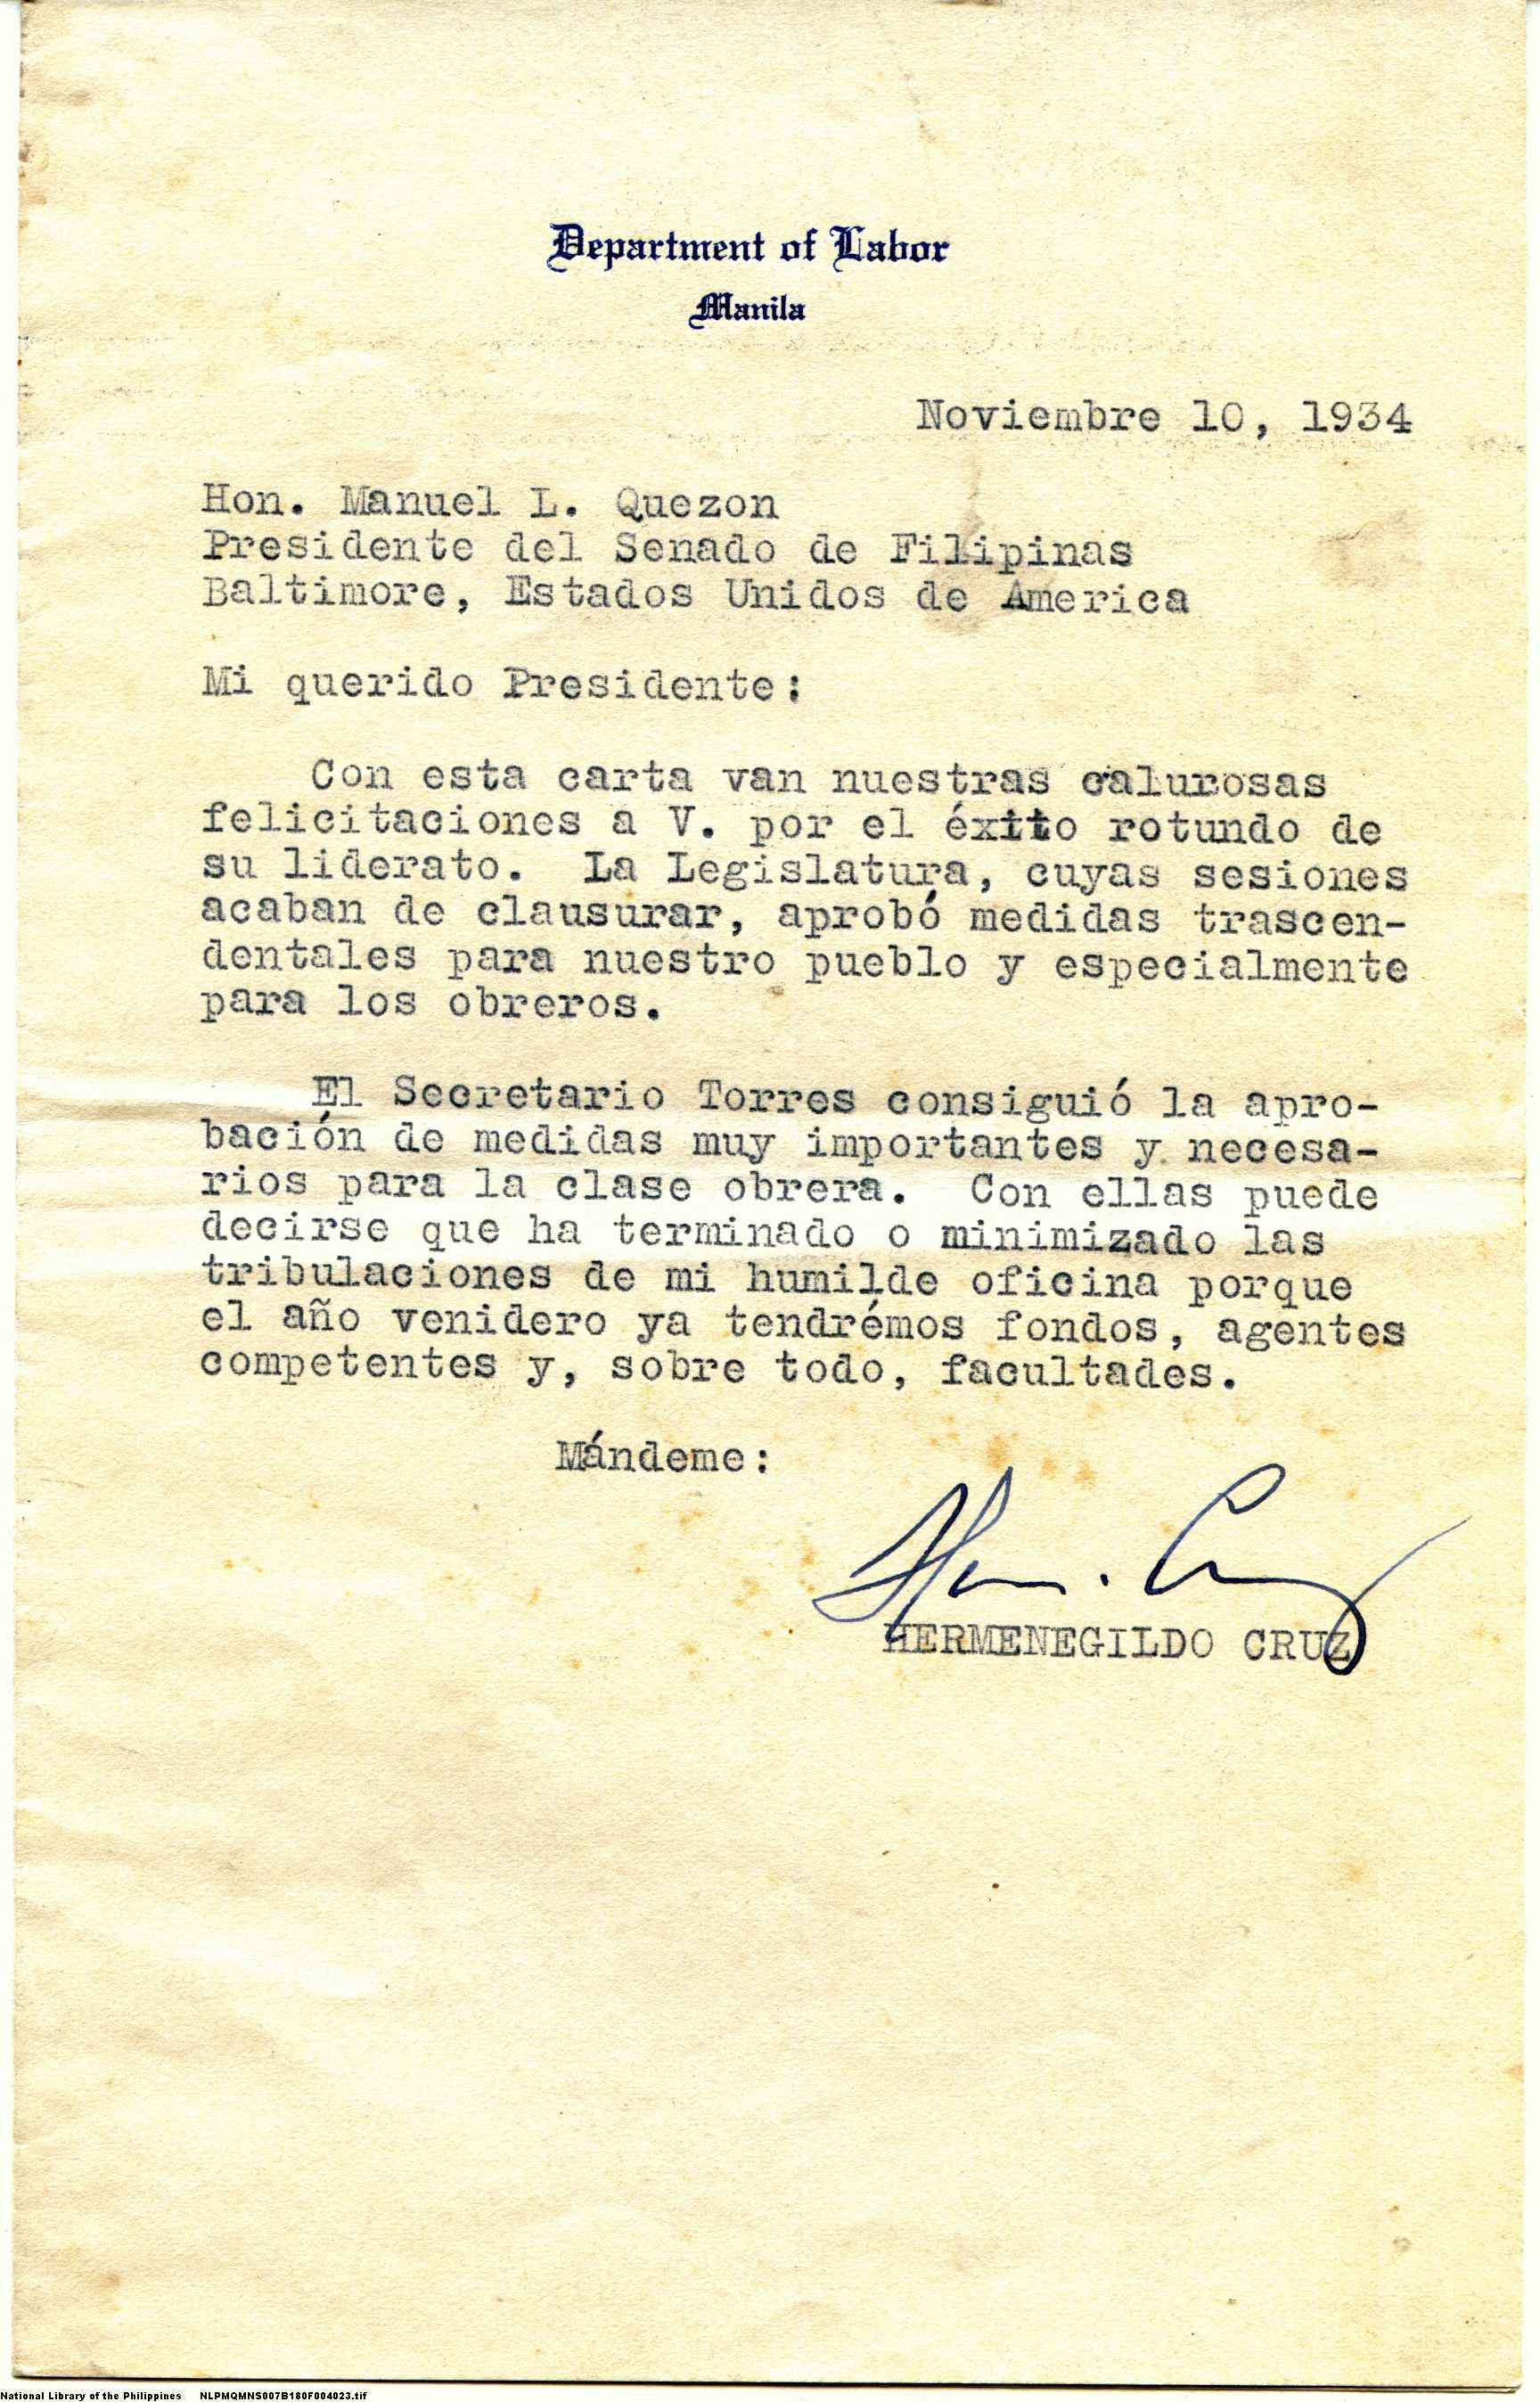 Department of Labor
Manila
Noviembre 10, 1934
Hon. Manuel L. Quezon
Presidente del Senado de Filipinas
Baltimore, Estados Unidos de America
Mi querido Presidente:
Con esta carta van nuestras calurosas
felicitaciones a V. por el éxito rotundo de
su liderato. La Legislatura, cuyas sesiones
acaban de clausurar, aprobó medidas trascen-
dentales para nuestro pueblo y especialmente
para los obreros.
El Secretario Torres consiguió la apro-
bación de medidas muy importantes y necesa-
rios para la clase obrera. Con ellas puede
decirse que ha terminado o minimizado las
tribulaciones de mi humilde oficina porque
el año venidero ya tendrémos fondos, agentes
competentes y, sobre todo, facultades.
Mándeme:
Herm. Cruz
HERMENEGILDO CRUZ
National Library of the Philippines NLPMQMNS007B180F004023.tif